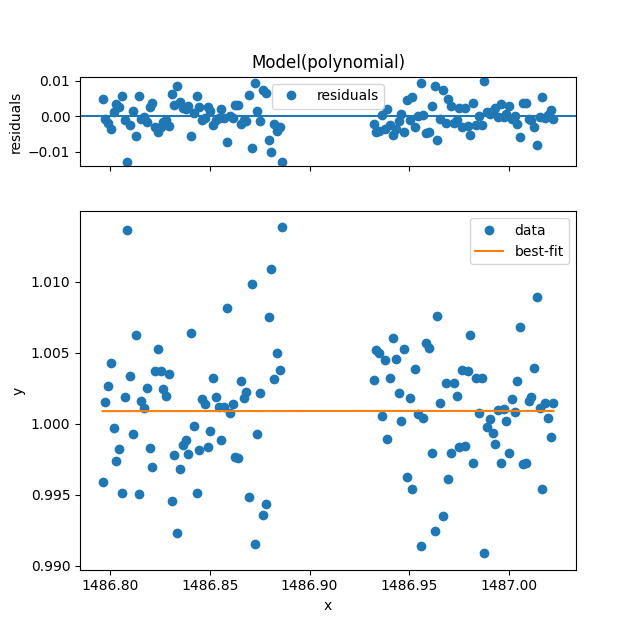 Model(polynomial)
0.01
0.00
−0.01
residuals
residuals
1.010
1.005
1.000
0.995
0.990
y
data
best-fit
1486.80
1486.85
1486.90
1486.95
1487.00
x